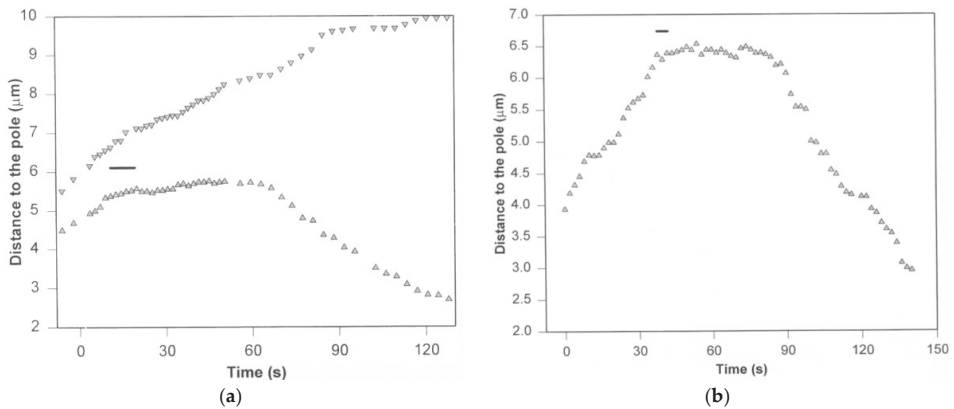 10
9
8
7
6
5
4
3
2
Distance to the pole (μm)
0 30 60 90 120
Time (s)
(a)
7.0
6.5
6.0
5.5
5.0
4.5
4.0
3.5
3.0
2.5
2.0
Distance to the pole (μm)
0 30 60 90 120 150
Time (s)
(b)